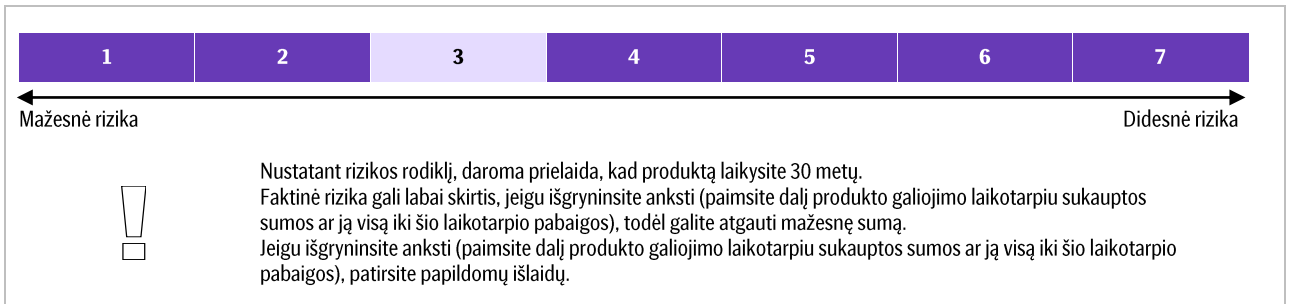 1 2 3 4 5 6 7
Mažesnė rizika Didesnė rizika
Nustatant rizikos rodiklį, daroma prielaida, kad produktą laikysite 30 metų.
Faktinė rizika gali labai skirtis, jeigu išgryninsite anksti (paimsite dalį produkto galiojimo laikotarpiu sukauptos
sumos ar ją visą iki šio laikotarpio pabaigos), todėl galite atgauti mažesnę sumą.
Jeigu išgryninsite anksti (paimsite dalį produkto galiojimo laikotarpiu sukauptos sumos ar ją visą iki šio laikotarpio
pabaigos), patirsite papildomų išlaidų.